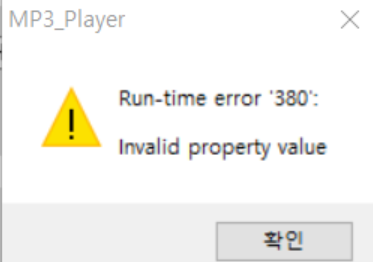 MP3_Player
Run-time error '380':
Invalid property value
확인